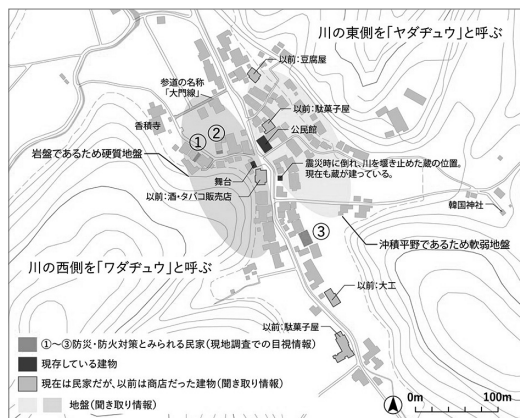 川の東側を「ヤダヂュウ」と呼ぶ
以前:豆腐屋
参道の名称
「大門線」
以前:駄菓子屋
香積寺
公民館
①
②
岩盤であるため硬質地盤
震災時に倒れ、川を堰き止めた蔵の位置。
現在も蔵が建っている。
舞台
以前:酒・タバコ販売店
韓国神社
③
沖積平野であるため軟弱地盤
川の西側を「ワダヂュウ」と呼ぶ
以前:大工
以前:駄菓子屋
①〜③防災・防火対策とみられる民家(現地調査での目視情報)
現存している建物
現在は民家だが、以前は商店だった建物(聞き取り情報)
地盤(聞き取り情報)
0m 100m